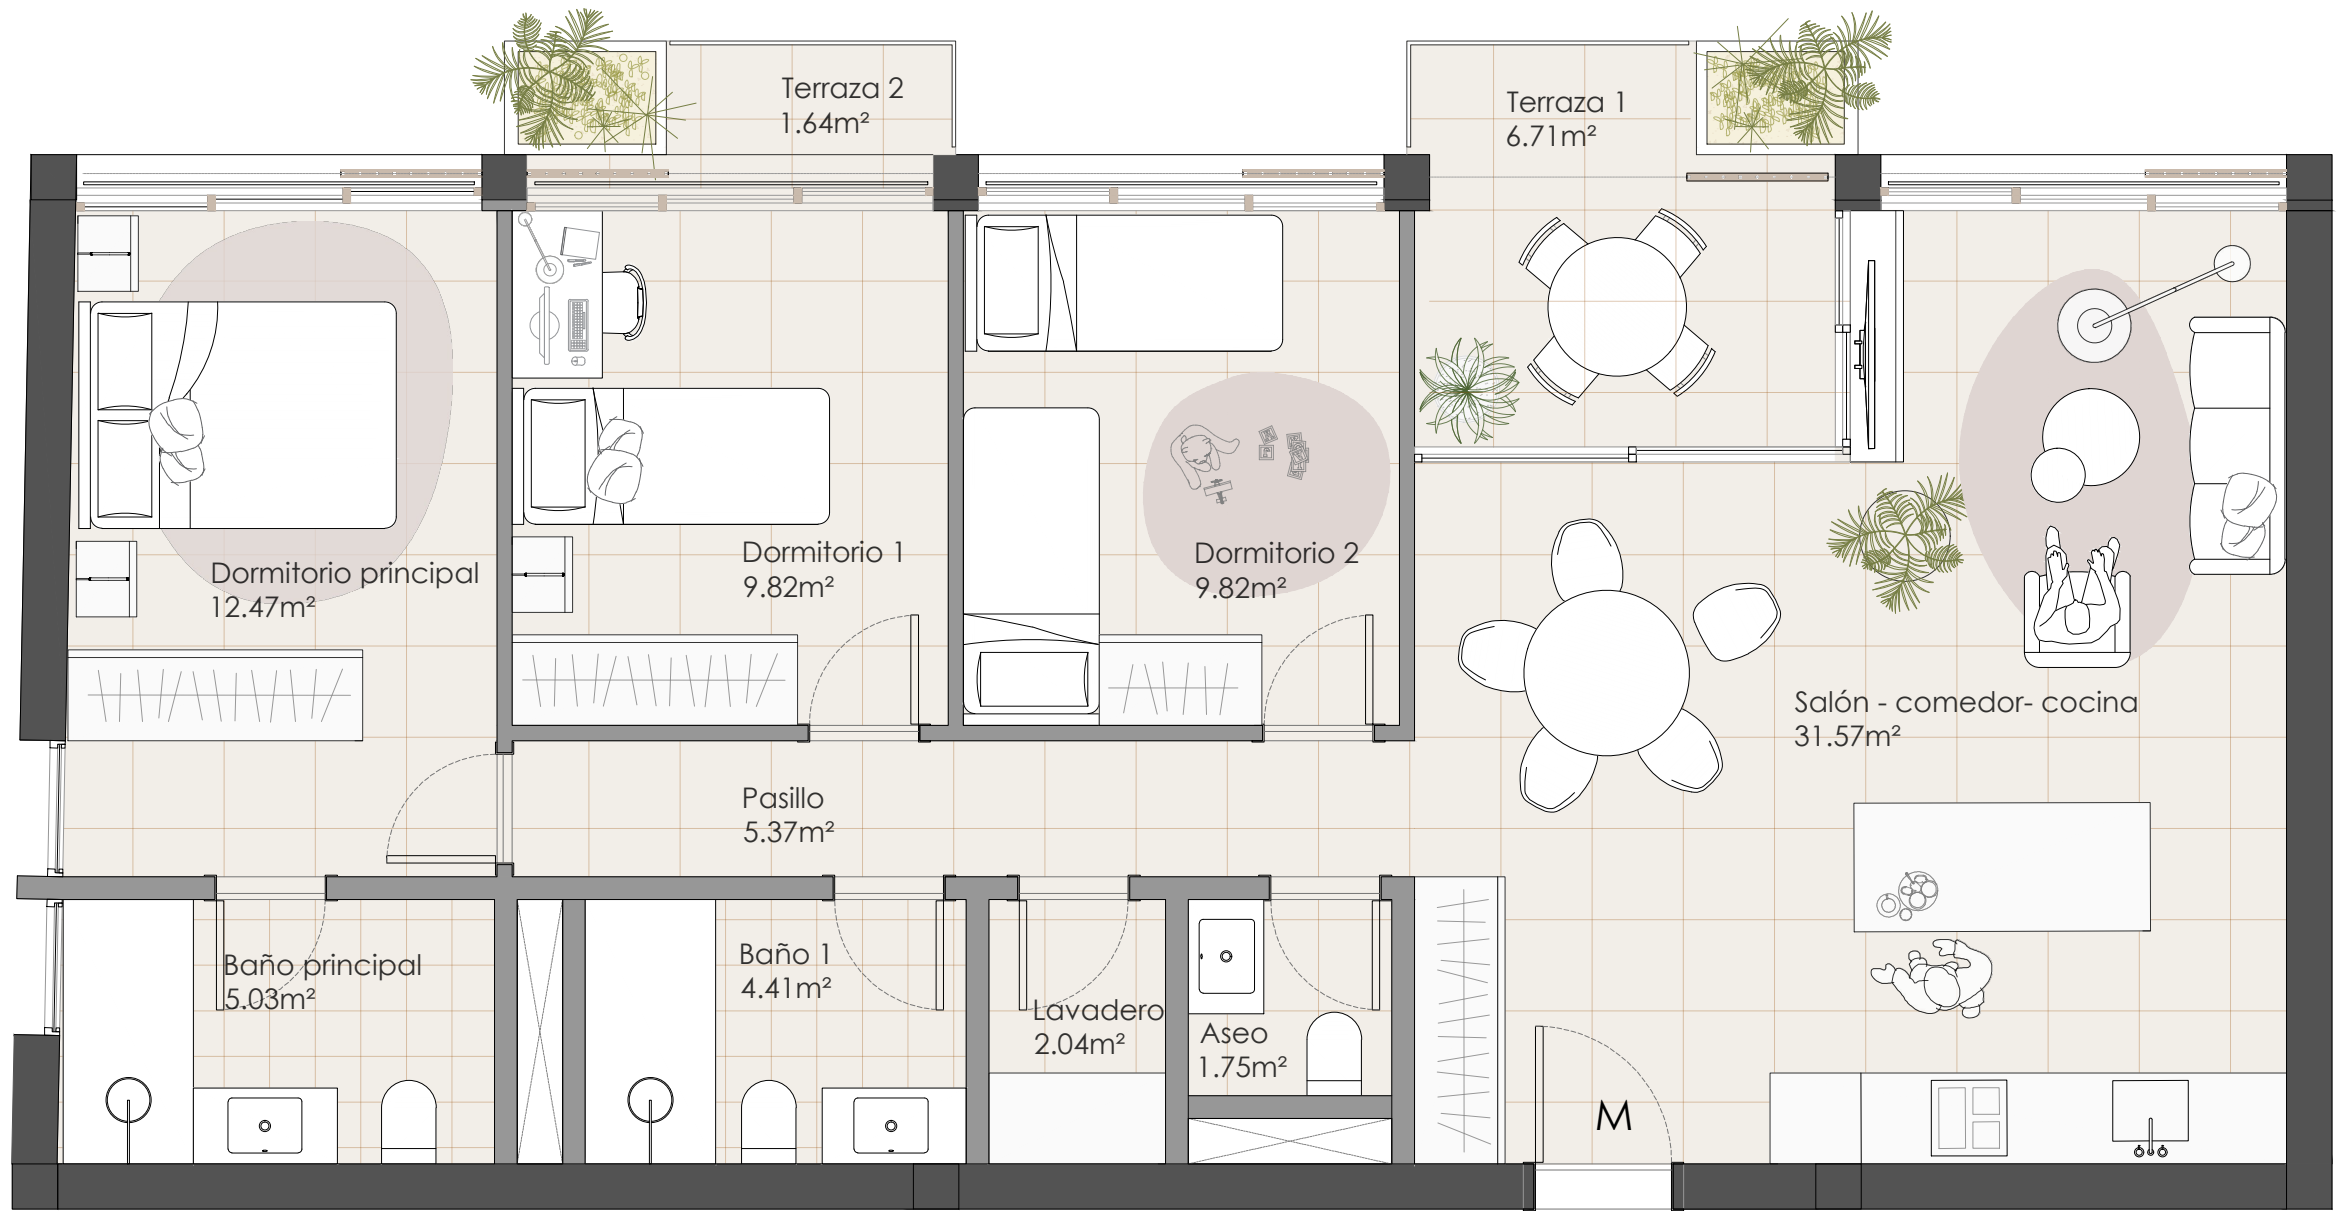 Terraza 2
1.64m²
Terraza 1
6.71m²
Dormitorio principal
12.47m²
Dormitorio 1
9.82m²
Dormitorio 2
9.82m²
Salón - comedor- cocina
31.57m²
Pasillo
5.37m²
Baño principal
5.03m²
Baño 1
4.41m²
Lavadero
2.04m²
Aseo
1.75m²
M